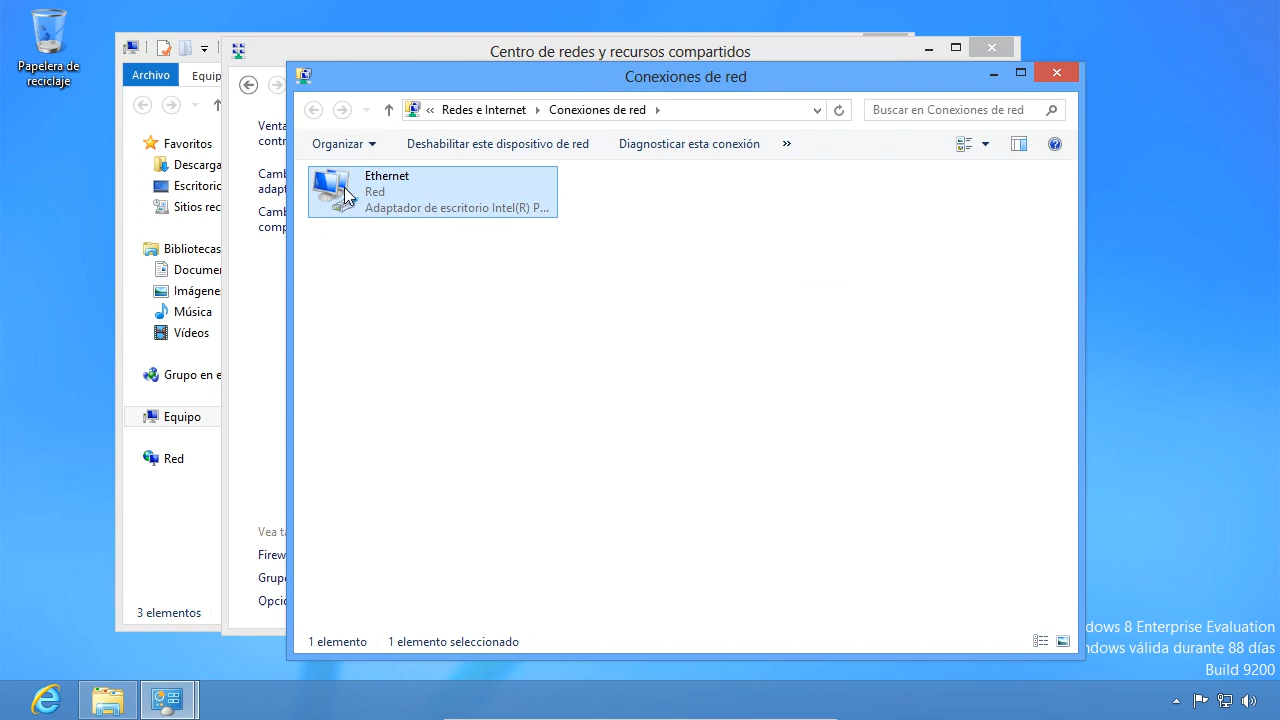 Papelera de
reciclaje
Archivo
Equip
Favoritos
Descarga
Escritorio
Sitios rec
Bibliotecas
Docume
Imágene
Música
Vídeos
Grupo en e
Equipo
Red
3 elementos
Centro de redes y recursos compartidos
Venta
contr
Camb
adapt
Camb
comp
Vea ta
Firew
Grup
Opcio
Conexiones de red
« Redes e Internet Conexiones de red
Buscar en Conexiones de red
Organizar Deshabilitar este dispositivo de red Diagnosticar esta conexión »
Ethernet
Red
Adaptador de escritorio Intel(R) P...
1 elemento 1 elemento seleccionado
dows 8 Enterprise Evaluation
ndows válida durante 88 días
Build 9200